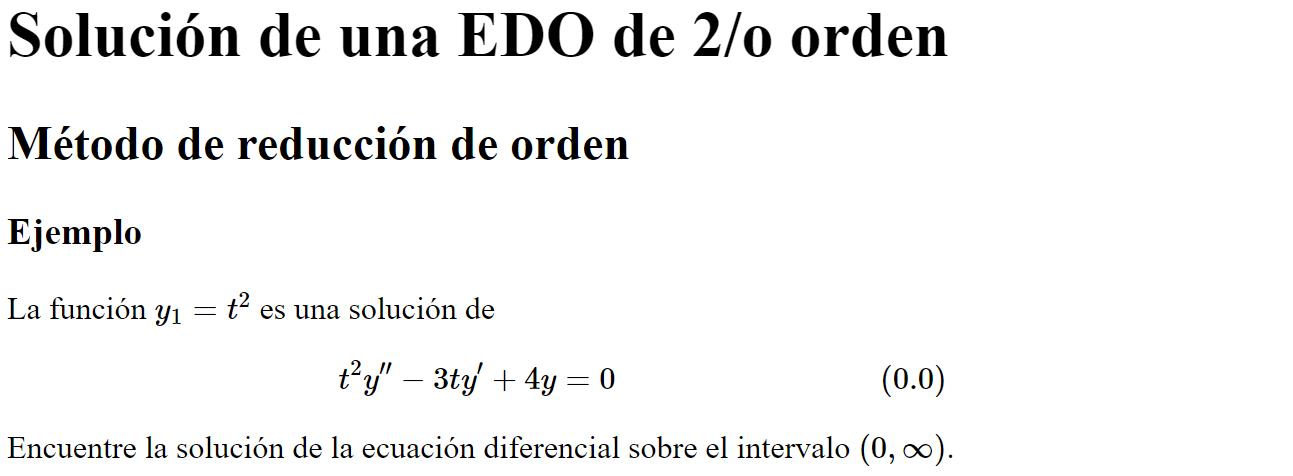 Solución de una EDO de 2/o orden
Método de reducción de orden
Ejemplo
La función y₁ = t² es una solución de
t²y″ − 3ty′ + 4y = 0 (0.0)
Encuentre la solución de la ecuación diferencial sobre el intervalo (0, ∞).